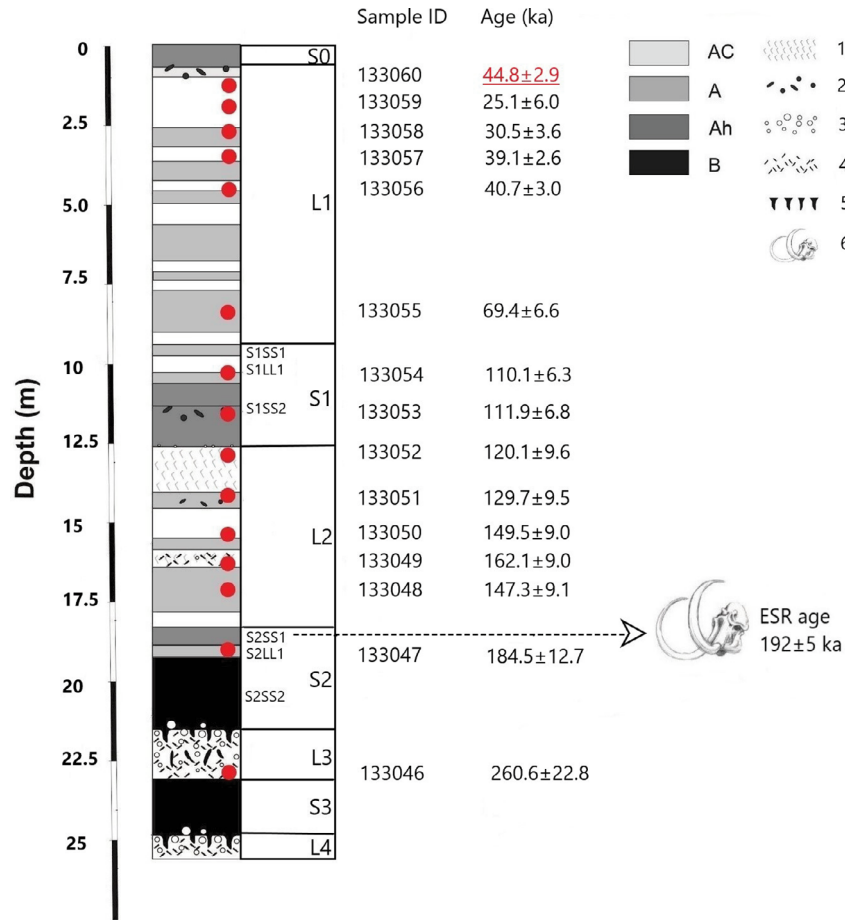 Sample ID Age (ka)
0
S0
AC 1
133060 44.8±2.9
133059 25.1±6.0
A 2
2.5
133058 30.5±3.6
Ah 3
133057 39.1±2.6
B 4
133056 40.7±3.0
5.0
L1
5
6
7.5
133055 69.4±6.6
S1SS1
10
S1LL1
133054 110.1±6.3
S1
S1SS2
133053 111.9±6.8
12.5
133052 120.1±9.6
Depth (m)
133051 129.7±9.5
15
133050 149.5±9.0
L2
133049 162.1±9.0
133048 147.3±9.1
17.5
ESR age
192±5 ka
S2SS1
S2LL1
133047 184.5±12.7
S2
20
S2SS2
22.5
L3
133046 260.6±22.8
S3
25
L4